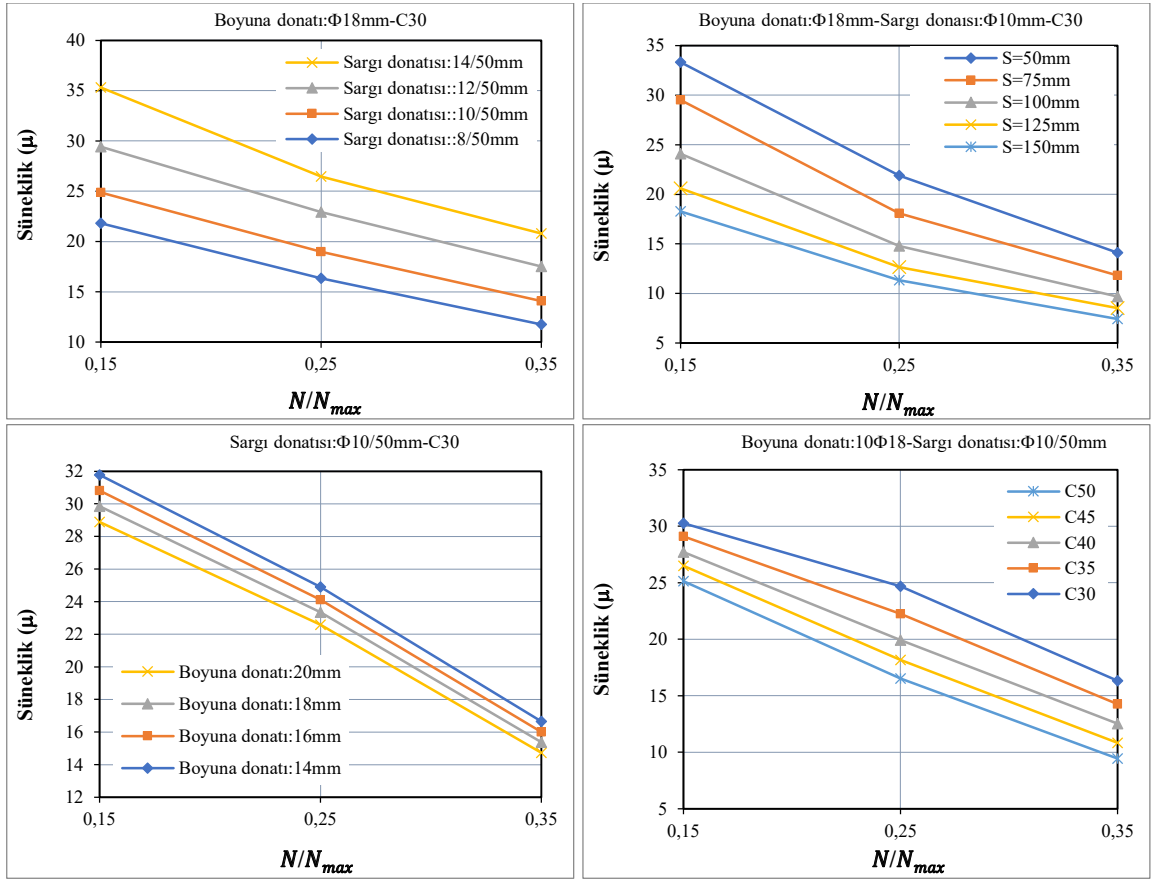 Boyuna donatı:Φ18mm-C30
Süneklik (μ)
40
35
30
25
20
15
10
Sargı donatısı:14/50mm
Sargı donatısı::12/50mm
Sargı donatısı::10/50mm
Sargı donatısı::8/50mm
0,15
0,25
0,35
N/Nmax
Boyuna donatı:Φ18mm-Sargı donaısı:Φ10mm-C30
Süneklik (μ)
35
30
25
20
15
10
5
S=50mm
S=75mm
S=100mm
S=125mm
S=150mm
0,15
0,25
0,35
N/Nmax
Sargı donatısı:Φ10/50mm-C30
Süneklik (μ)
32
30
28
26
24
22
20
18
16
14
12
Boyuna donatı:20mm
Boyuna donatı:18mm
Boyuna donatı:16mm
Boyuna donatı:14mm
0,15
0,25
0,35
N/Nmax
Boyuna donatı:10Φ18-Sargı donatısı:Φ10/50mm
Süneklik (μ)
35
30
25
20
15
10
5
C50
C45
C40
C35
C30
0,15
0,25
0,35
N/Nmax